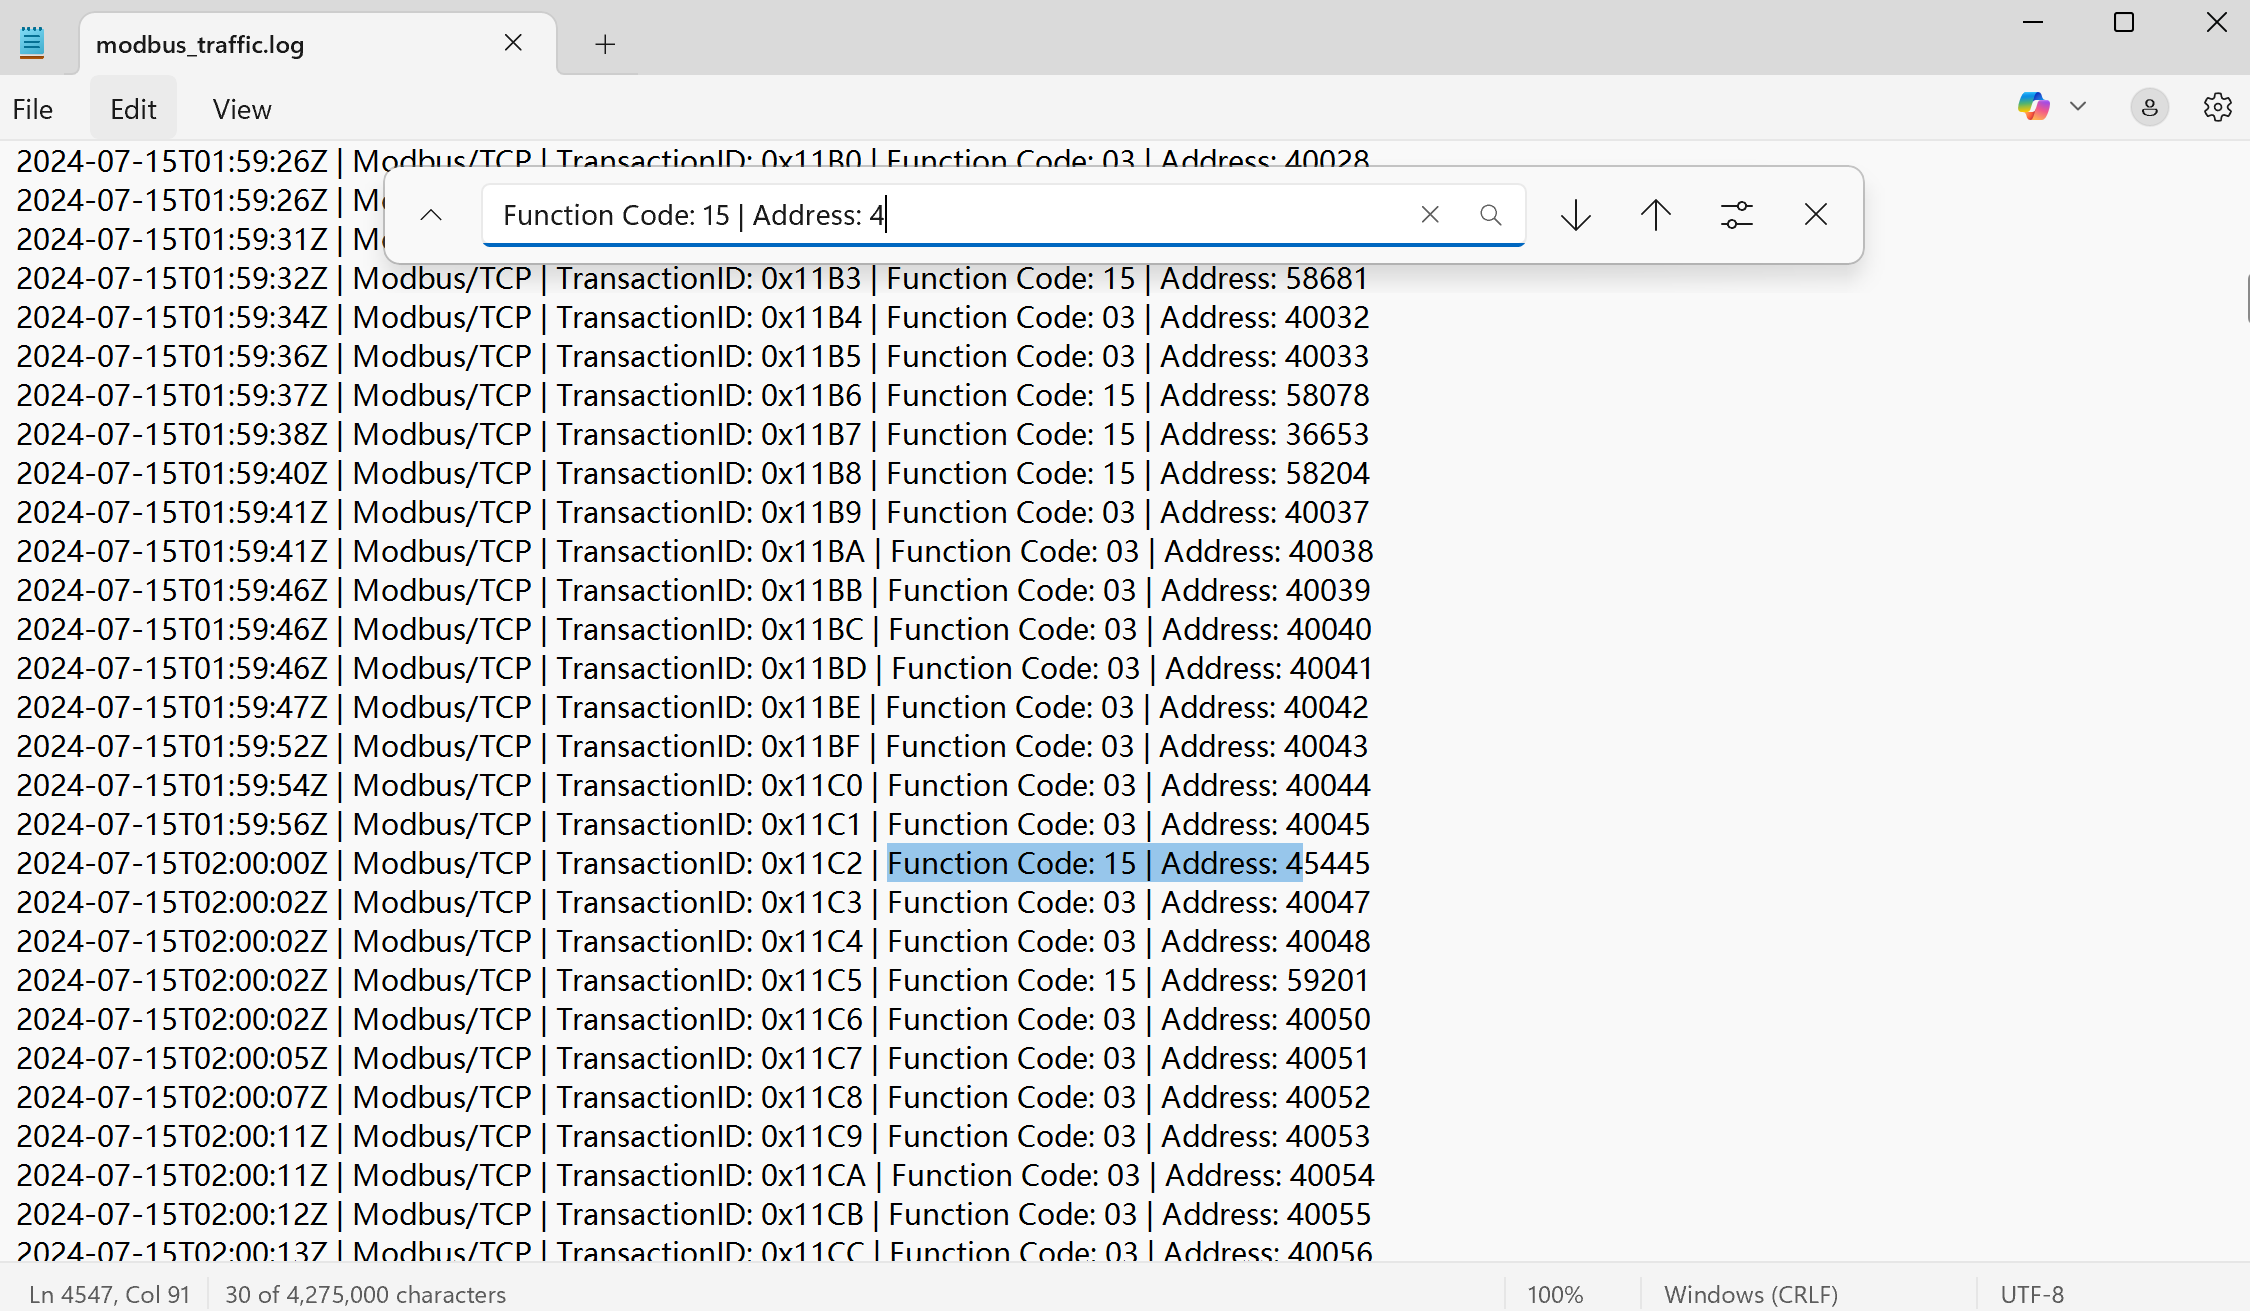 modbus_traffic.log
File Edit View
2024-07-15T01:59:26Z | Modbus/TCP | TransactionID: 0x11B0 | Function Code: 03 | Address: 40028
2024-07-15T01:59:26Z |
Function Code: 15 | Address: 4
2024-07-15T01:59:31Z |
2024-07-15T01:59:32Z | Modbus/TCP | TransactionID: 0x11B3 | Function Code: 15 | Address: 58681
2024-07-15T01:59:34Z | Modbus/TCP | TransactionID: 0x11B4 | Function Code: 03 | Address: 40032
2024-07-15T01:59:36Z | Modbus/TCP | TransactionID: 0x11B5 | Function Code: 03 | Address: 40033
2024-07-15T01:59:37Z | Modbus/TCP | TransactionID: 0x11B6 | Function Code: 15 | Address: 58078
2024-07-15T01:59:38Z | Modbus/TCP | TransactionID: 0x11B7 | Function Code: 15 | Address: 36653
2024-07-15T01:59:40Z | Modbus/TCP | TransactionID: 0x11B8 | Function Code: 15 | Address: 58204
2024-07-15T01:59:41Z | Modbus/TCP | TransactionID: 0x11B9 | Function Code: 03 | Address: 40037
2024-07-15T01:59:41Z | Modbus/TCP | TransactionID: 0x11BA | Function Code: 03 | Address: 40038
2024-07-15T01:59:46Z | Modbus/TCP | TransactionID: 0x11BB | Function Code: 03 | Address: 40039
2024-07-15T01:59:46Z | Modbus/TCP | TransactionID: 0x11BC | Function Code: 03 | Address: 40040
2024-07-15T01:59:46Z | Modbus/TCP | TransactionID: 0x11BD | Function Code: 03 | Address: 40041
2024-07-15T01:59:47Z | Modbus/TCP | TransactionID: 0x11BE | Function Code: 03 | Address: 40042
2024-07-15T01:59:52Z | Modbus/TCP | TransactionID: 0x11BF | Function Code: 03 | Address: 40043
2024-07-15T01:59:54Z | Modbus/TCP | TransactionID: 0x11C0 | Function Code: 03 | Address: 40044
2024-07-15T01:59:56Z | Modbus/TCP | TransactionID: 0x11C1 | Function Code: 03 | Address: 40045
2024-07-15T02:00:00Z | Modbus/TCP | TransactionID: 0x11C2 | Function Code: 15 | Address: 45445
2024-07-15T02:00:02Z | Modbus/TCP | TransactionID: 0x11C3 | Function Code: 03 | Address: 40047
2024-07-15T02:00:02Z | Modbus/TCP | TransactionID: 0x11C4 | Function Code: 03 | Address: 40048
2024-07-15T02:00:02Z | Modbus/TCP | TransactionID: 0x11C5 | Function Code: 15 | Address: 59201
2024-07-15T02:00:02Z | Modbus/TCP | TransactionID: 0x11C6 | Function Code: 03 | Address: 40050
2024-07-15T02:00:05Z | Modbus/TCP | TransactionID: 0x11C7 | Function Code: 03 | Address: 40051
2024-07-15T02:00:07Z | Modbus/TCP | TransactionID: 0x11C8 | Function Code: 03 | Address: 40052
2024-07-15T02:00:11Z | Modbus/TCP | TransactionID: 0x11C9 | Function Code: 03 | Address: 40053
2024-07-15T02:00:11Z | Modbus/TCP | TransactionID: 0x11CA | Function Code: 03 | Address: 40054
2024-07-15T02:00:12Z | Modbus/TCP | TransactionID: 0x11CB | Function Code: 03 | Address: 40055
2024-07-15T02:00:13Z | Modbus/TCP | TransactionID: 0x11CC | Function Code: 03 | Address: 40056
Ln 4547, Col 91 30 of 4,275,000 characters 100% Windows (CRLF) UTF-8